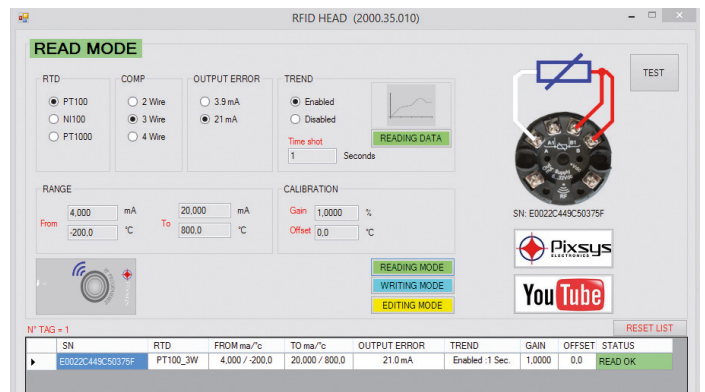 RFID HEAD (2000.35.010)
READ MODE
RTD
PT100
NI100
PT1000
COMP
2 Wire
3 Wire
4 Wire
OUTPUT ERROR
3.9 mA
21 mA
TREND
Enabled
Disabled
Time shot
1 Seconds
READING DATA
TEST
RANGE
From 4,000 mA To 20,000 mA
-200,0 °C 800,0 °C
CALIBRATION
Gain 1,0000 %
Offset 0,0 °C
A1 B1
A B
Supply
RF
SN: E0022C449C50375F
Pixsys
ELECTRONICS
YouTube
READING MODE
WRITING MODE
EDITING MODE
N° TAG = 1
RESET LIST
SN RTD FROM ma/°c TO ma/°c OUTPUT ERROR TREND GAIN OFFSET STATUS
E0022C449C50375F PT100_3W 4,000 / -200,0 20,000 / 800,0 21.0 mA Enabled :1 Sec. 1,0000 0,0 READ OK